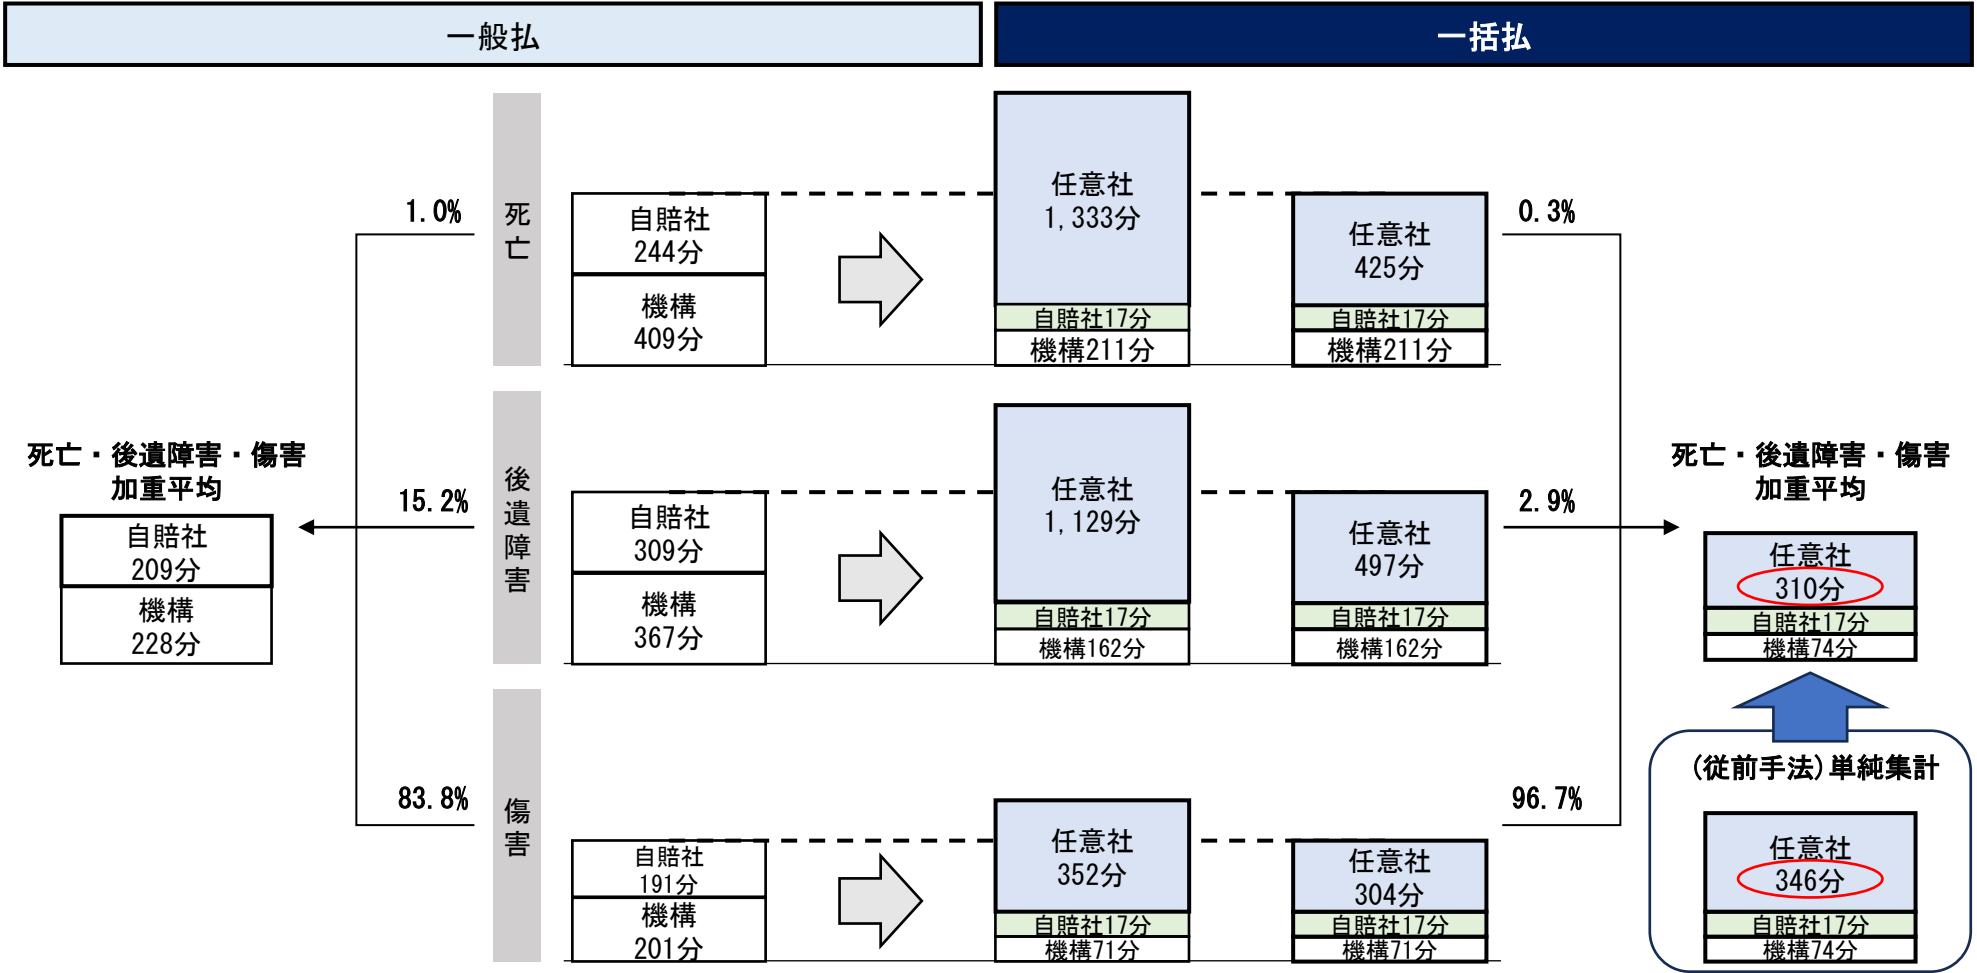 一般払
一括払
死亡・後遺障害・傷害
加重平均
自賠社
209分
機構
228分
1.0%
15.2%
83.8%
死亡
自賠社
244分
機構
409分
任意社
1,333分
自賠社17分
機構211分
任意社
425分
自賠社17分
機構211分
後遺障害
自賠社
309分
機構
367分
任意社
1,129分
自賠社17分
機構162分
任意社
497分
自賠社17分
機構162分
傷害
自賠社
191分
機構
201分
任意社
352分
自賠社17分
機構71分
任意社
304分
自賠社17分
機構71分
0.3%
2.9%
96.7%
死亡・後遺障害・傷害
加重平均
任意社
310分
自賠社17分
機構74分
(従前手法)単純集計
任意社
346分
自賠社17分
機構74分